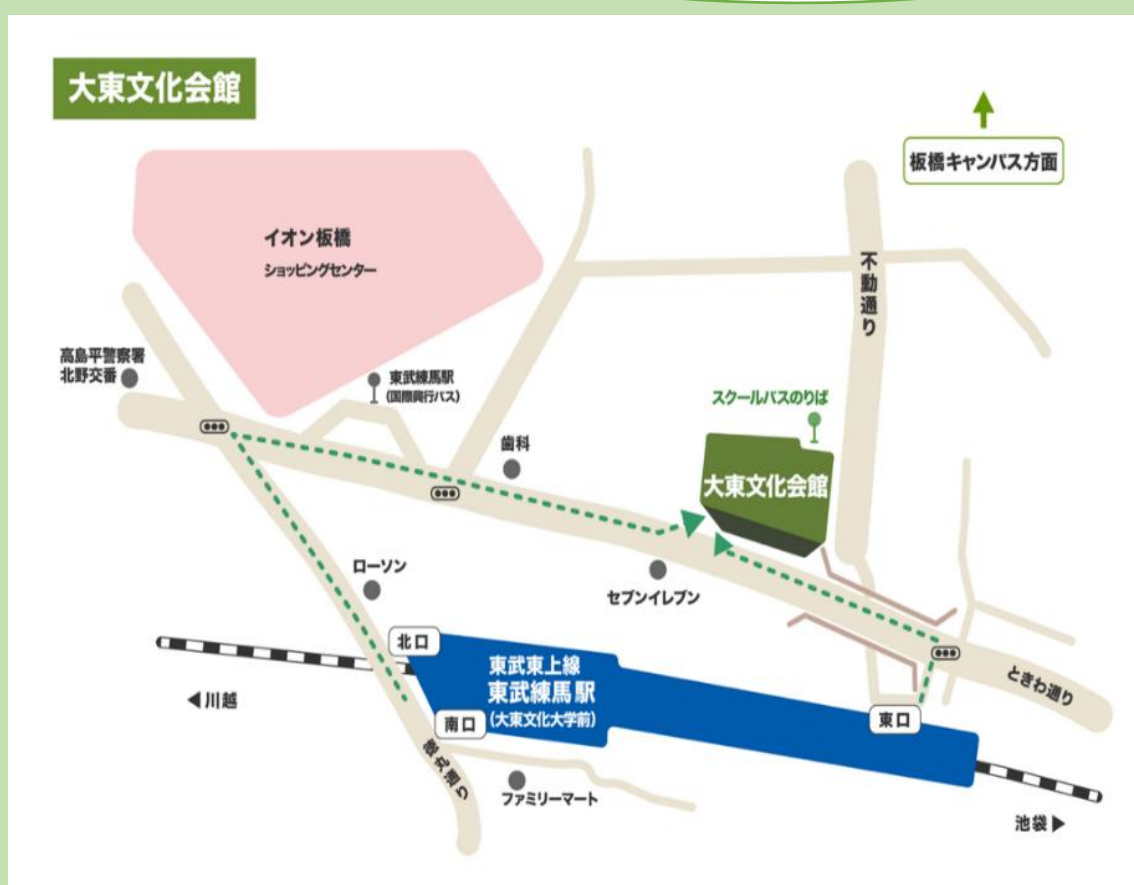 大東文化会館
板橋キャンパス方面
イオン板橋
ショッピングセンター
不動通り
高島平警察署
北野交番
東武練馬駅
(国際興行バス)
スクールバスのりば
歯科
大東文化会館
ローソン
セブンイレブン
北口
東武東上線
東武練馬駅
(大東文化大学前)
ときわ通り
川越
南口
東口
徳丸通り
ファミリーマート
池袋